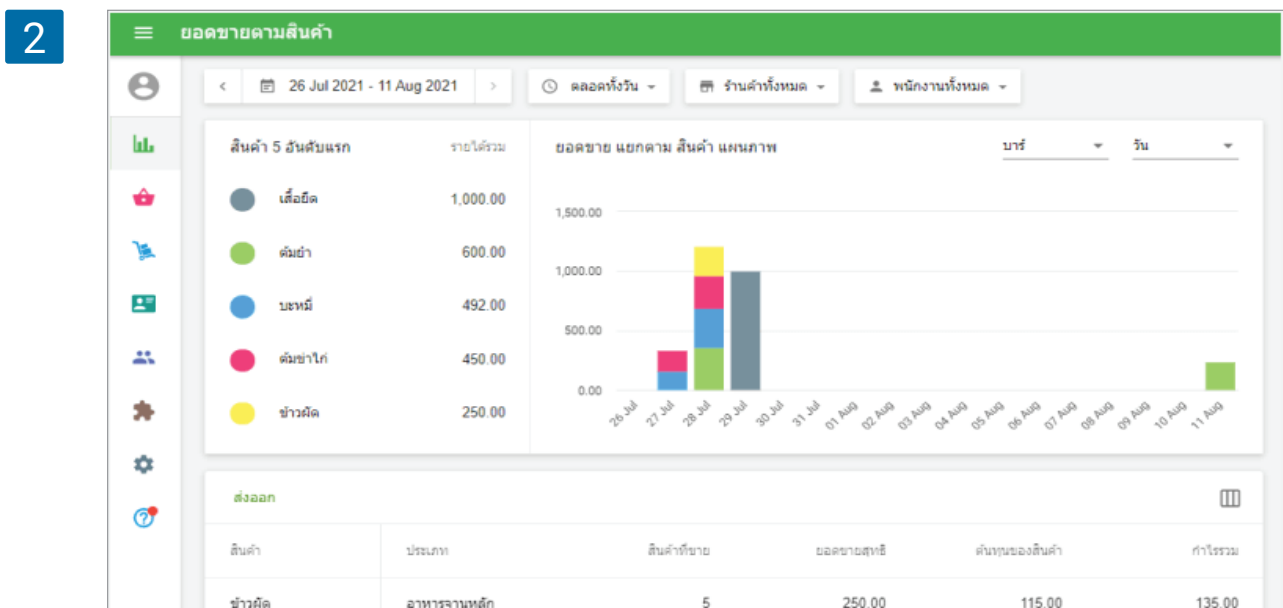 2
ยอดขายตามสินค้า
26 Jul 2021 - 11 Aug 2021
ตลอดทั้งวัน
ร้านค้าทั้งหมด
พนักงานทั้งหมด
สินค้า 5 อันดับแรก รายได้รวม
เสื้อยืด 1,000.00
ต้มยำ 600.00
บะหมี่ 492.00
ต้มข่าไก่ 450.00
ข้าวผัด 250.00
ยอดขาย แยกตาม สินค้า แผนภาพ
บาร์
วัน
1,500.00
1,000.00
500.00
0.00
26 Jul 27 Jul 28 Jul 29 Jul 30 Jul 31 Jul 01 Aug 02 Aug 03 Aug 04 Aug 05 Aug 06 Aug 07 Aug 08 Aug 09 Aug 10 Aug 11 Aug
ส่งออก
สินค้า ประเภท สินค้าที่ขาย ยอดขายสุทธิ ต้นทุนของสินค้า กำไรรวม
ข้าวผัด อาหารจานหลัก 5 250.00 115.00 135.00